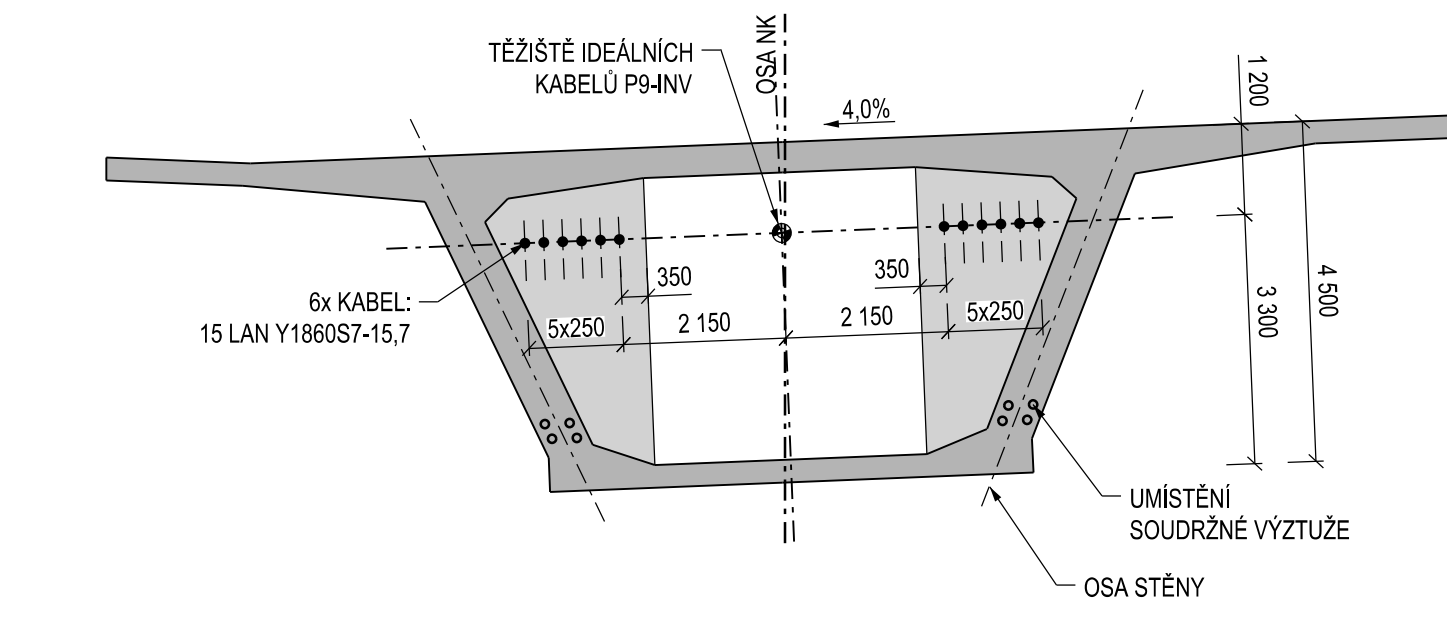 TĚŽIŠTĚ IDEÁLNÍCH
KABELŮ P9-INV
OSA NK
4,0%
1 200
6x KABEL:
15 LAN Y1860S7-15,7
350
5x250
2 150
2 150
350
5x250
3 300
4 500
UMÍSTĚNÍ
SOUDRŽNÉ VÝZTUŽE
OSA STĚNY